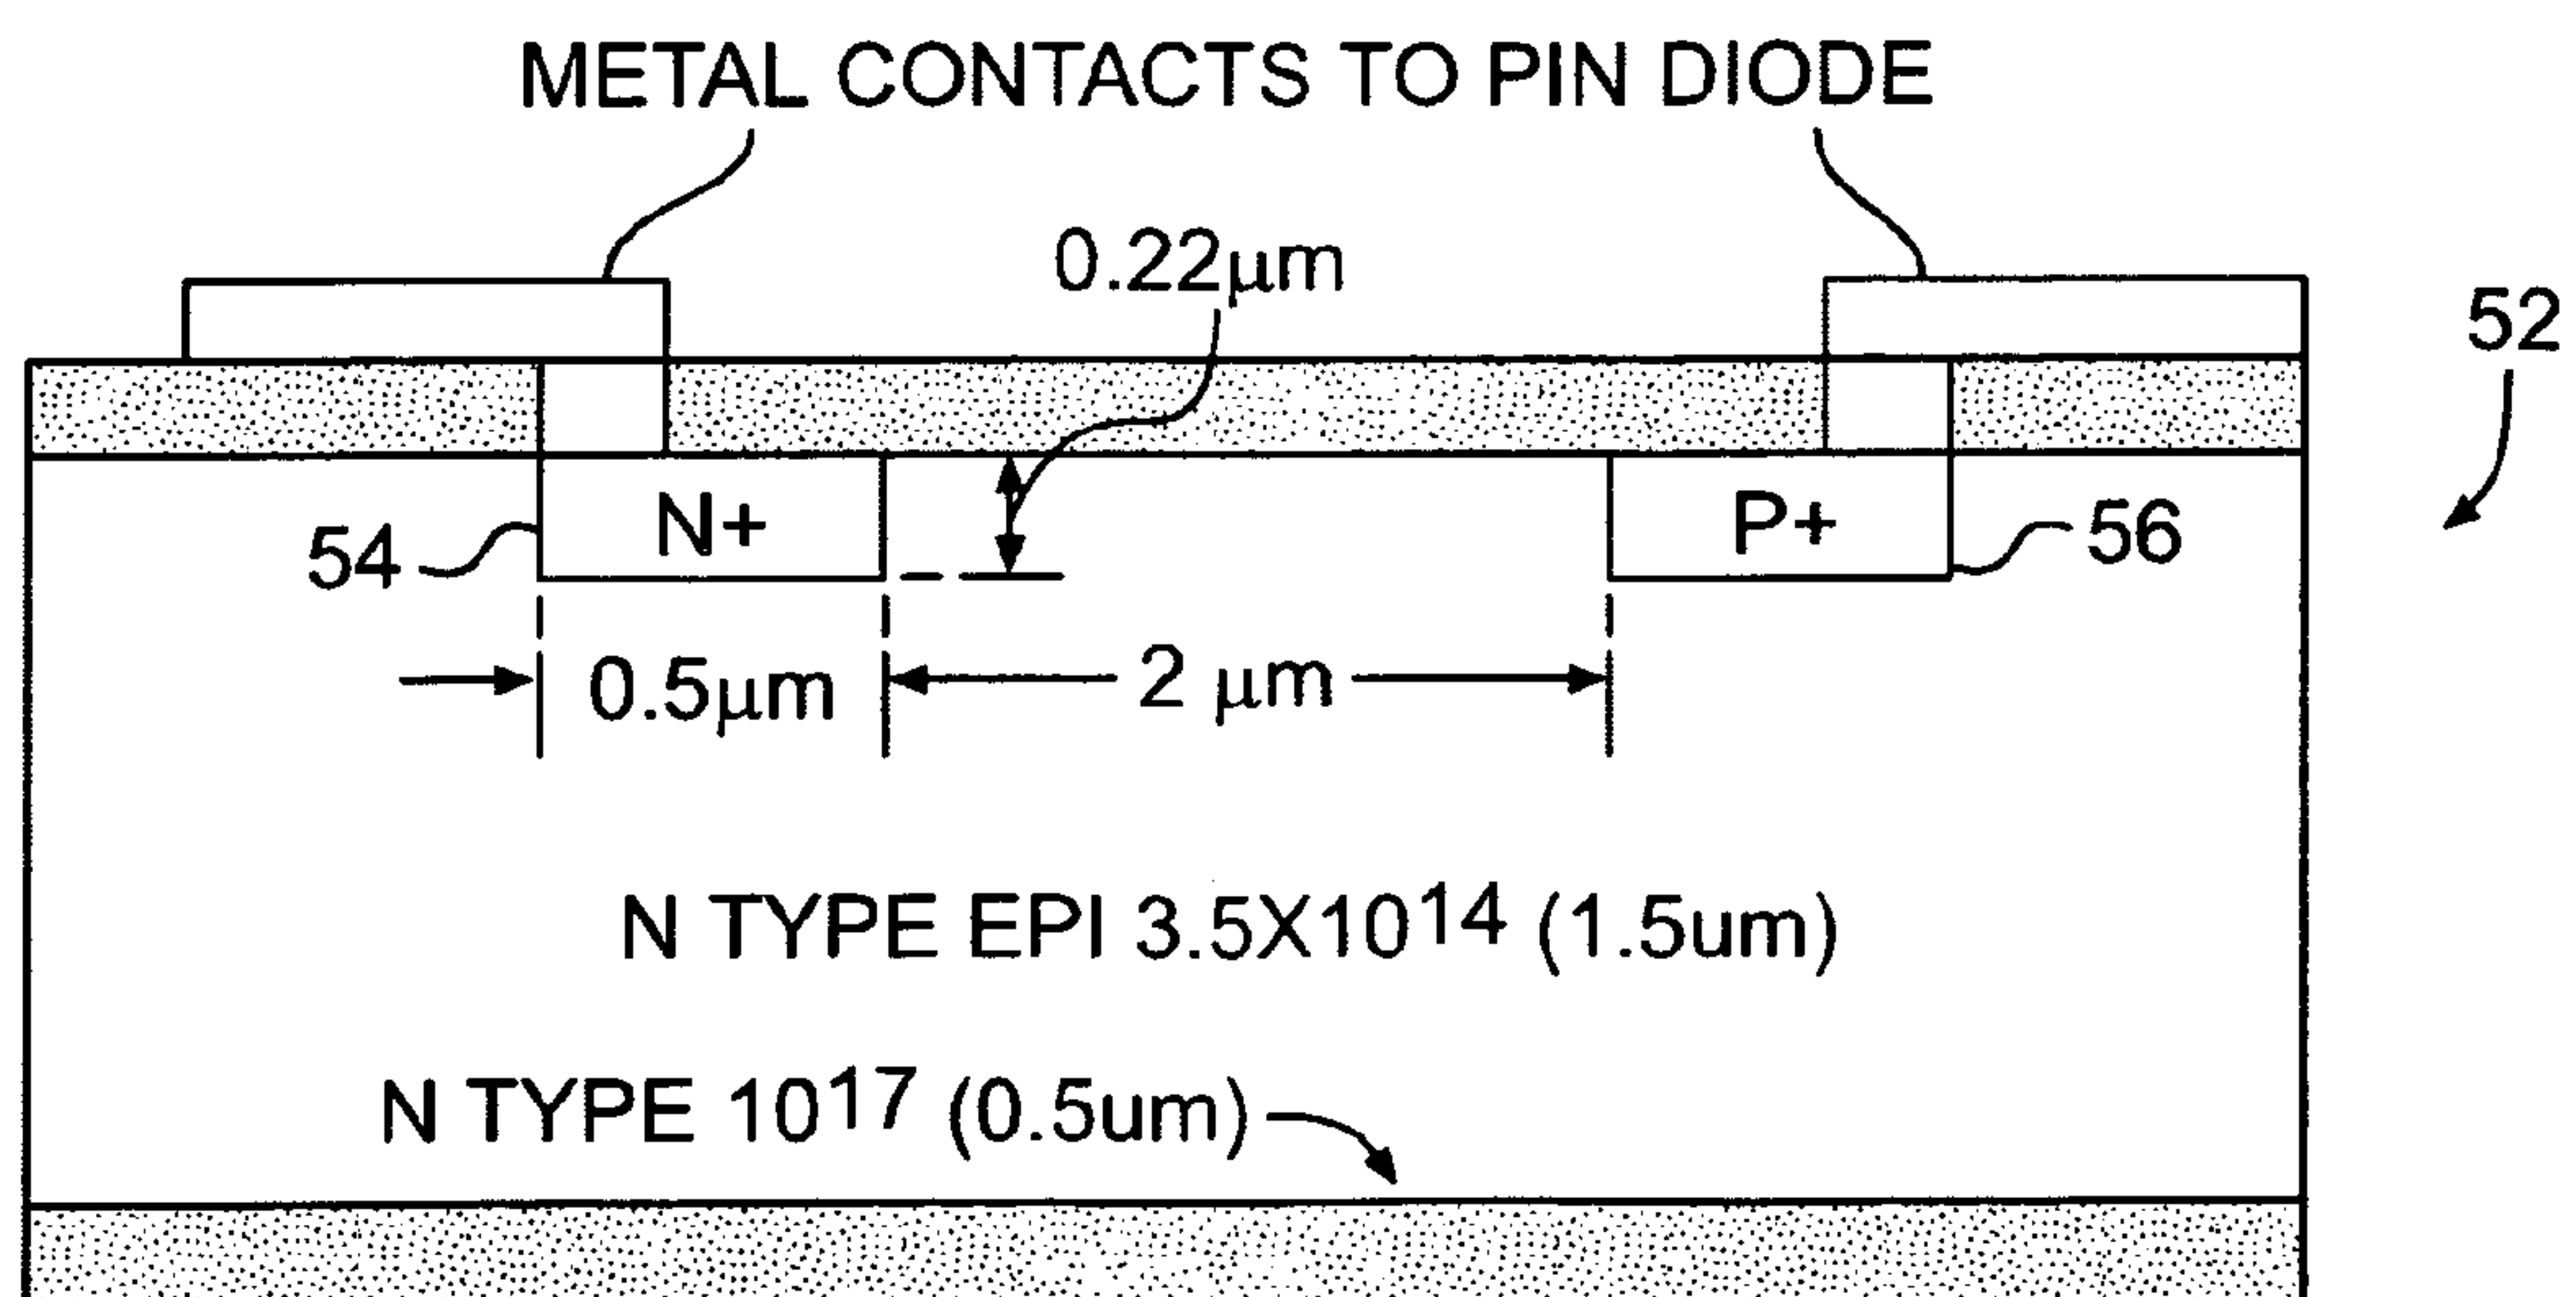 METAL CONTACTS TO PIN DIODE
0.22μm
52
N+
P+
54
56
0.5μm
2 μm
N TYPE EPI 3.5X10¹⁴ (1.5um)
N TYPE 10¹⁷ (0.5um)